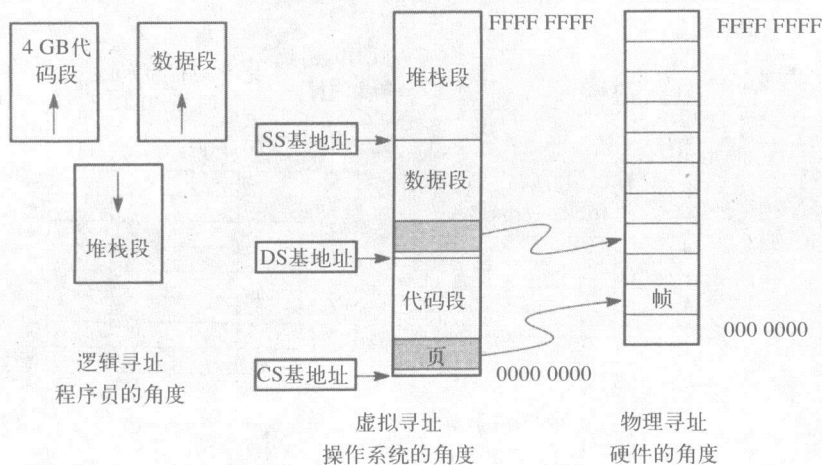 4 GB代
码段
数据段
堆栈段
逻辑寻址
程序员的角度
FFFF FFFF
堆栈段
SS基地址
数据段
DS基地址
代码段
页
CS基地址
0000 0000
虚拟寻址
操作系统的角度
FFFF FFFF
帧
000 0000
物理寻址
硬件的角度